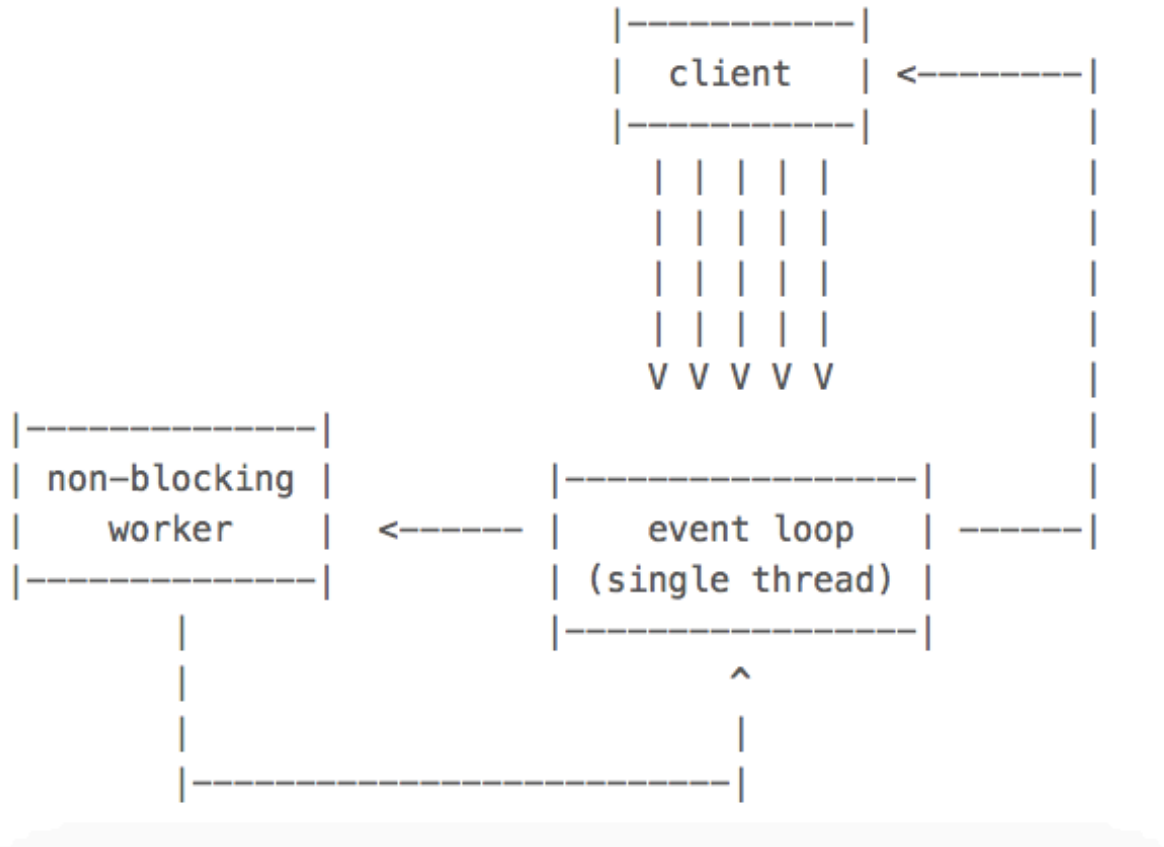 client
non-blocking
worker
event loop
(single thread)